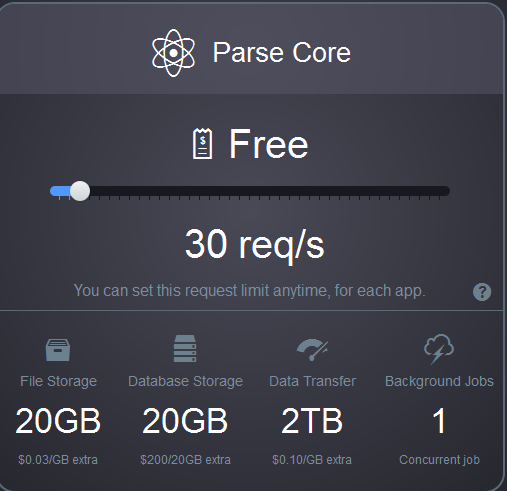 Parse Core
$ Free
30 req/s
You can set this request limit anytime, for each app. ?
File Storage Database Storage Data Transfer Background Jobs
20GB 20GB 2TB 1
$0.03/GB extra $200/20GB extra $0.10/GB extra Concurrent job